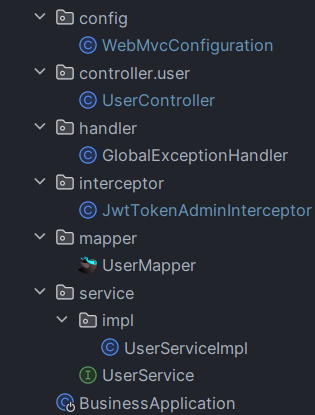 config
WebMvcConfiguration
controller.user
UserController
handler
GlobalExceptionHandler
interceptor
JwtTokenAdminInterceptor
mapper
UserMapper
service
impl
UserServiceImpl
UserService
BusinessApplication